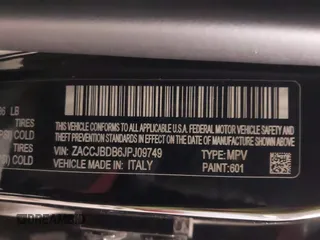 LB
TIRES
COLD
TIRES
COLD
THIS VEHICLE CONFORMS TO ALL APPLICABLE U.S.A. FEDERAL MOTOR VEHICLE SAFETY
AND THEFT PREVENTION STANDARDS IN EFFECT ON THE DATE OF MANUFACTURE SHOWN ABOVE
VIN: ZACCJBDB6JPJ09749 TYPE: MPV
VEHICLE MADE IN: ITALY PAINT: 601